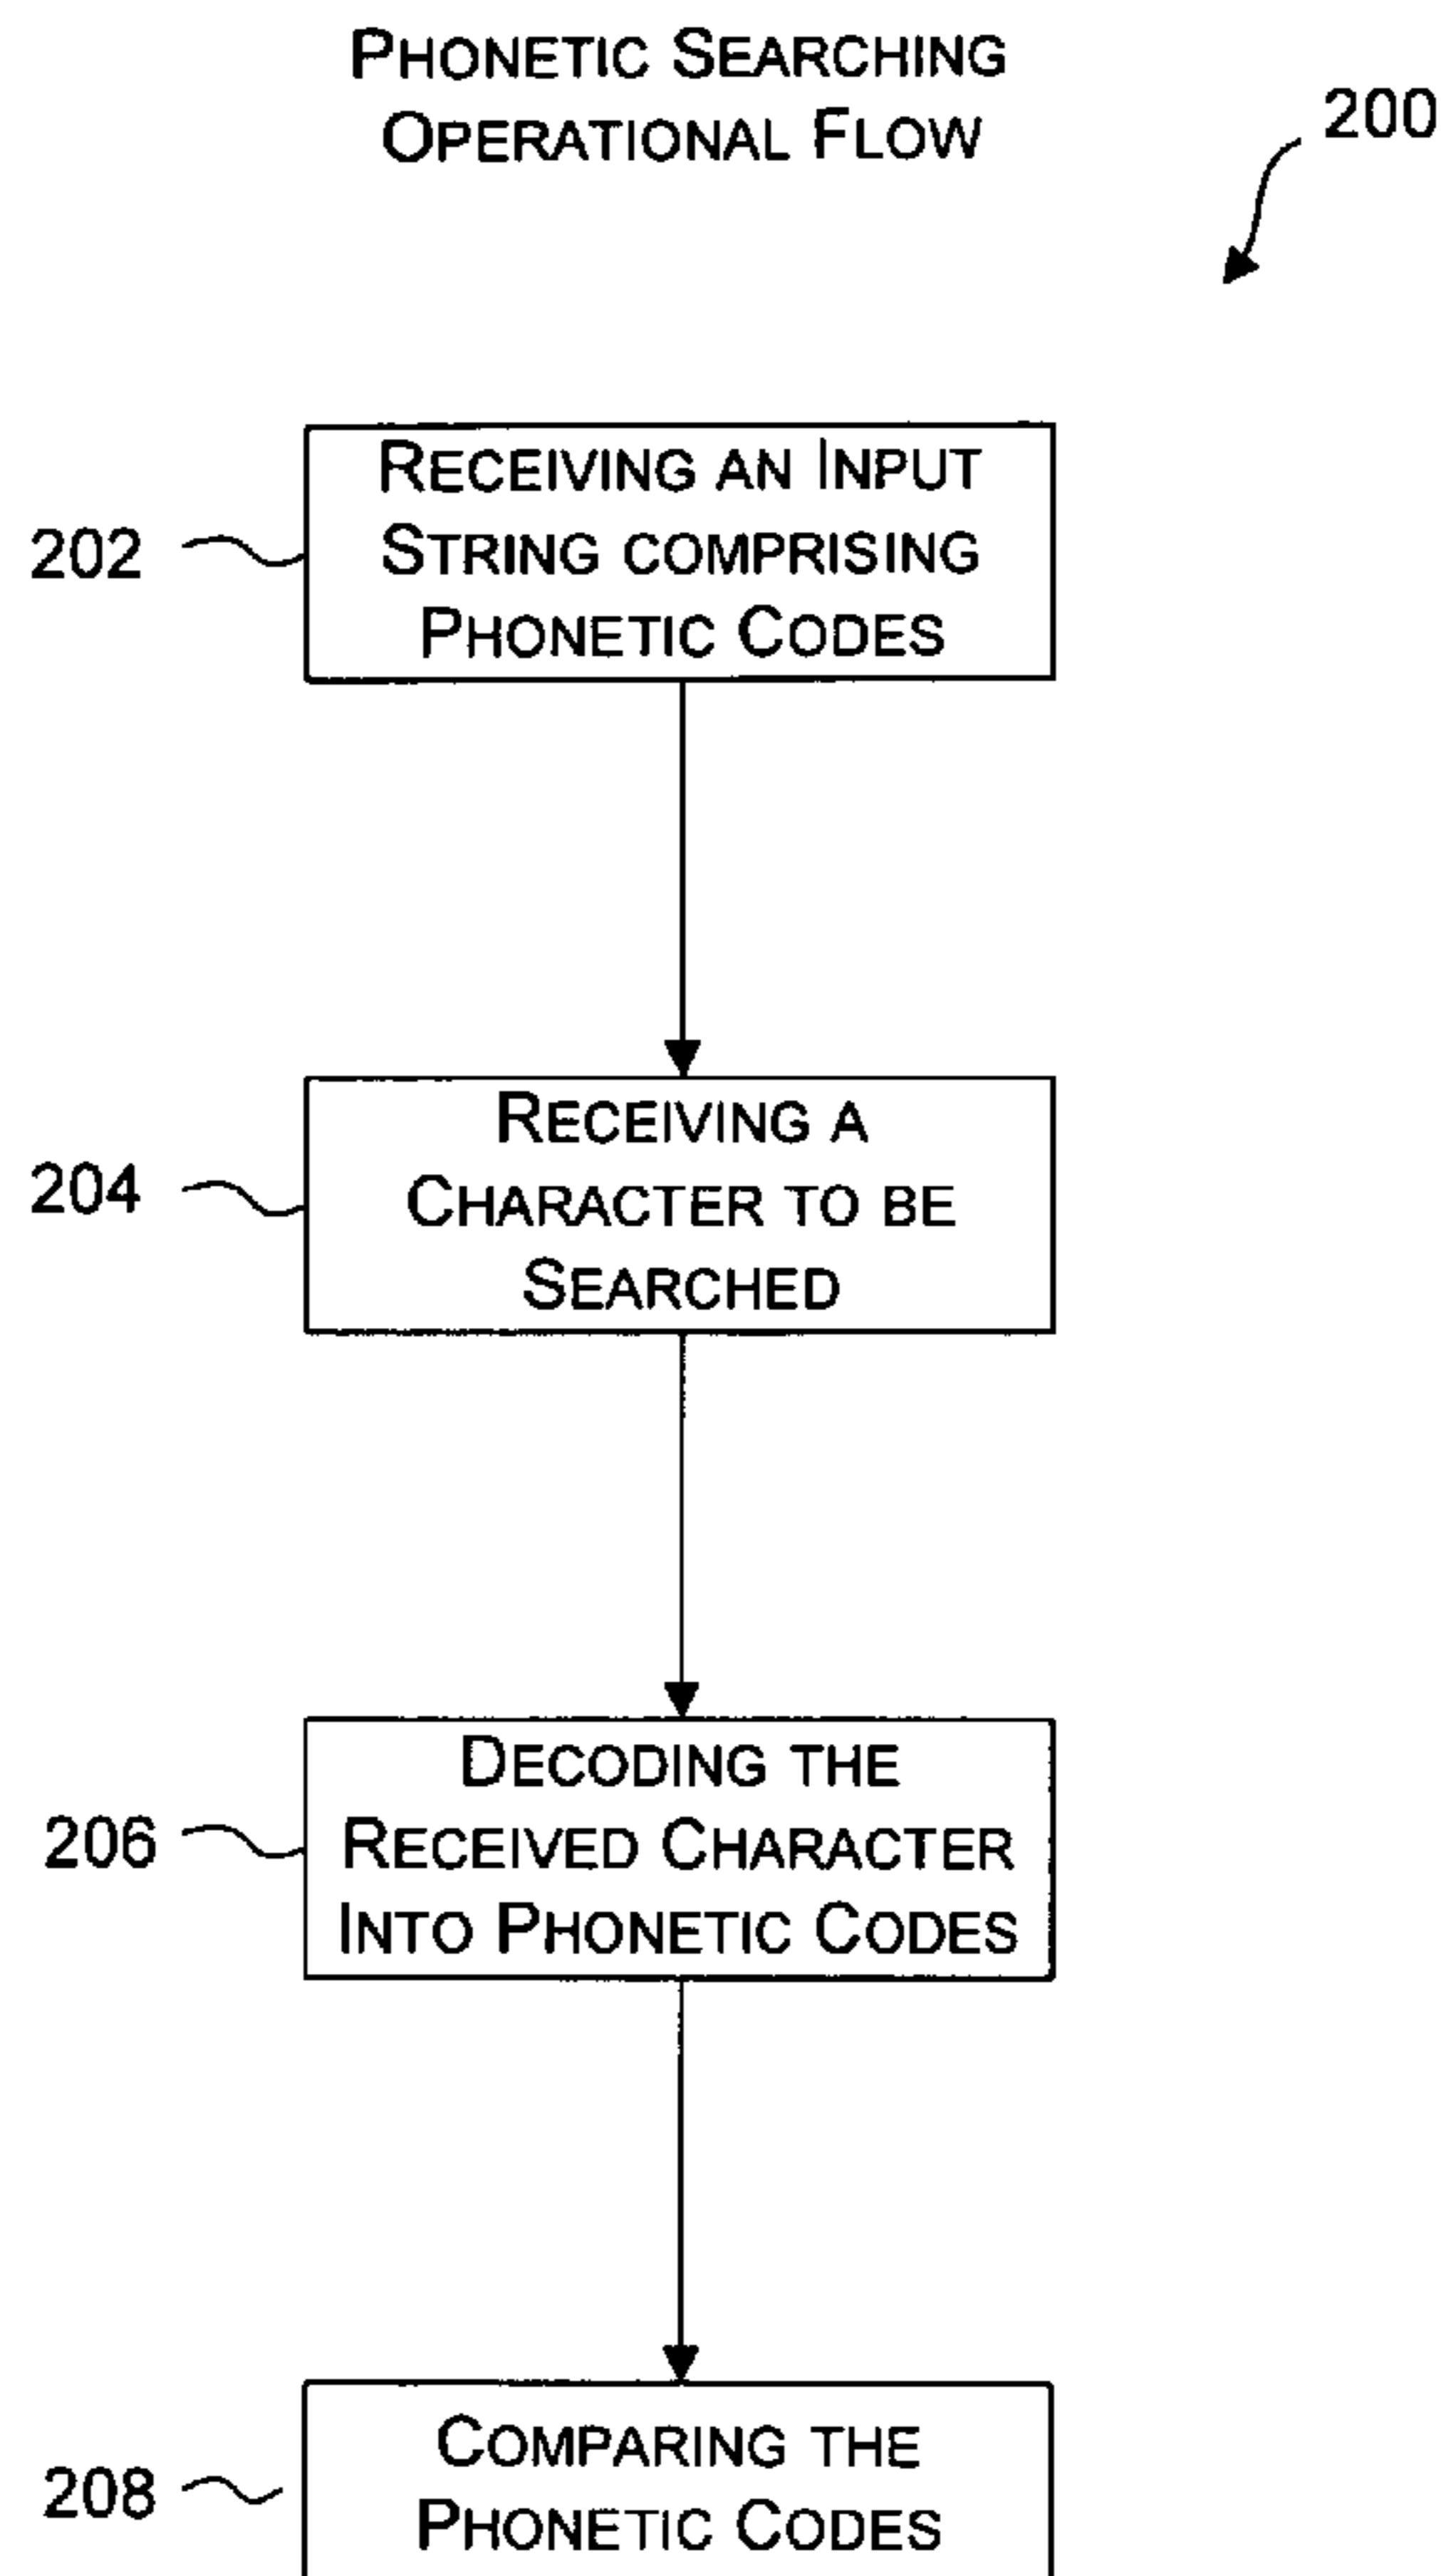 PHONETIC SEARCHING
OPERATIONAL FLOW
200
RECEIVING AN INPUT
STRING COMPRISING
PHONETIC CODES
202
RECEIVING A
CHARACTER TO BE
SEARCHED
204
DECODING THE
RECEIVED CHARACTER
INTO PHONETIC CODES
206
COMPARING THE
PHONETIC CODES
208